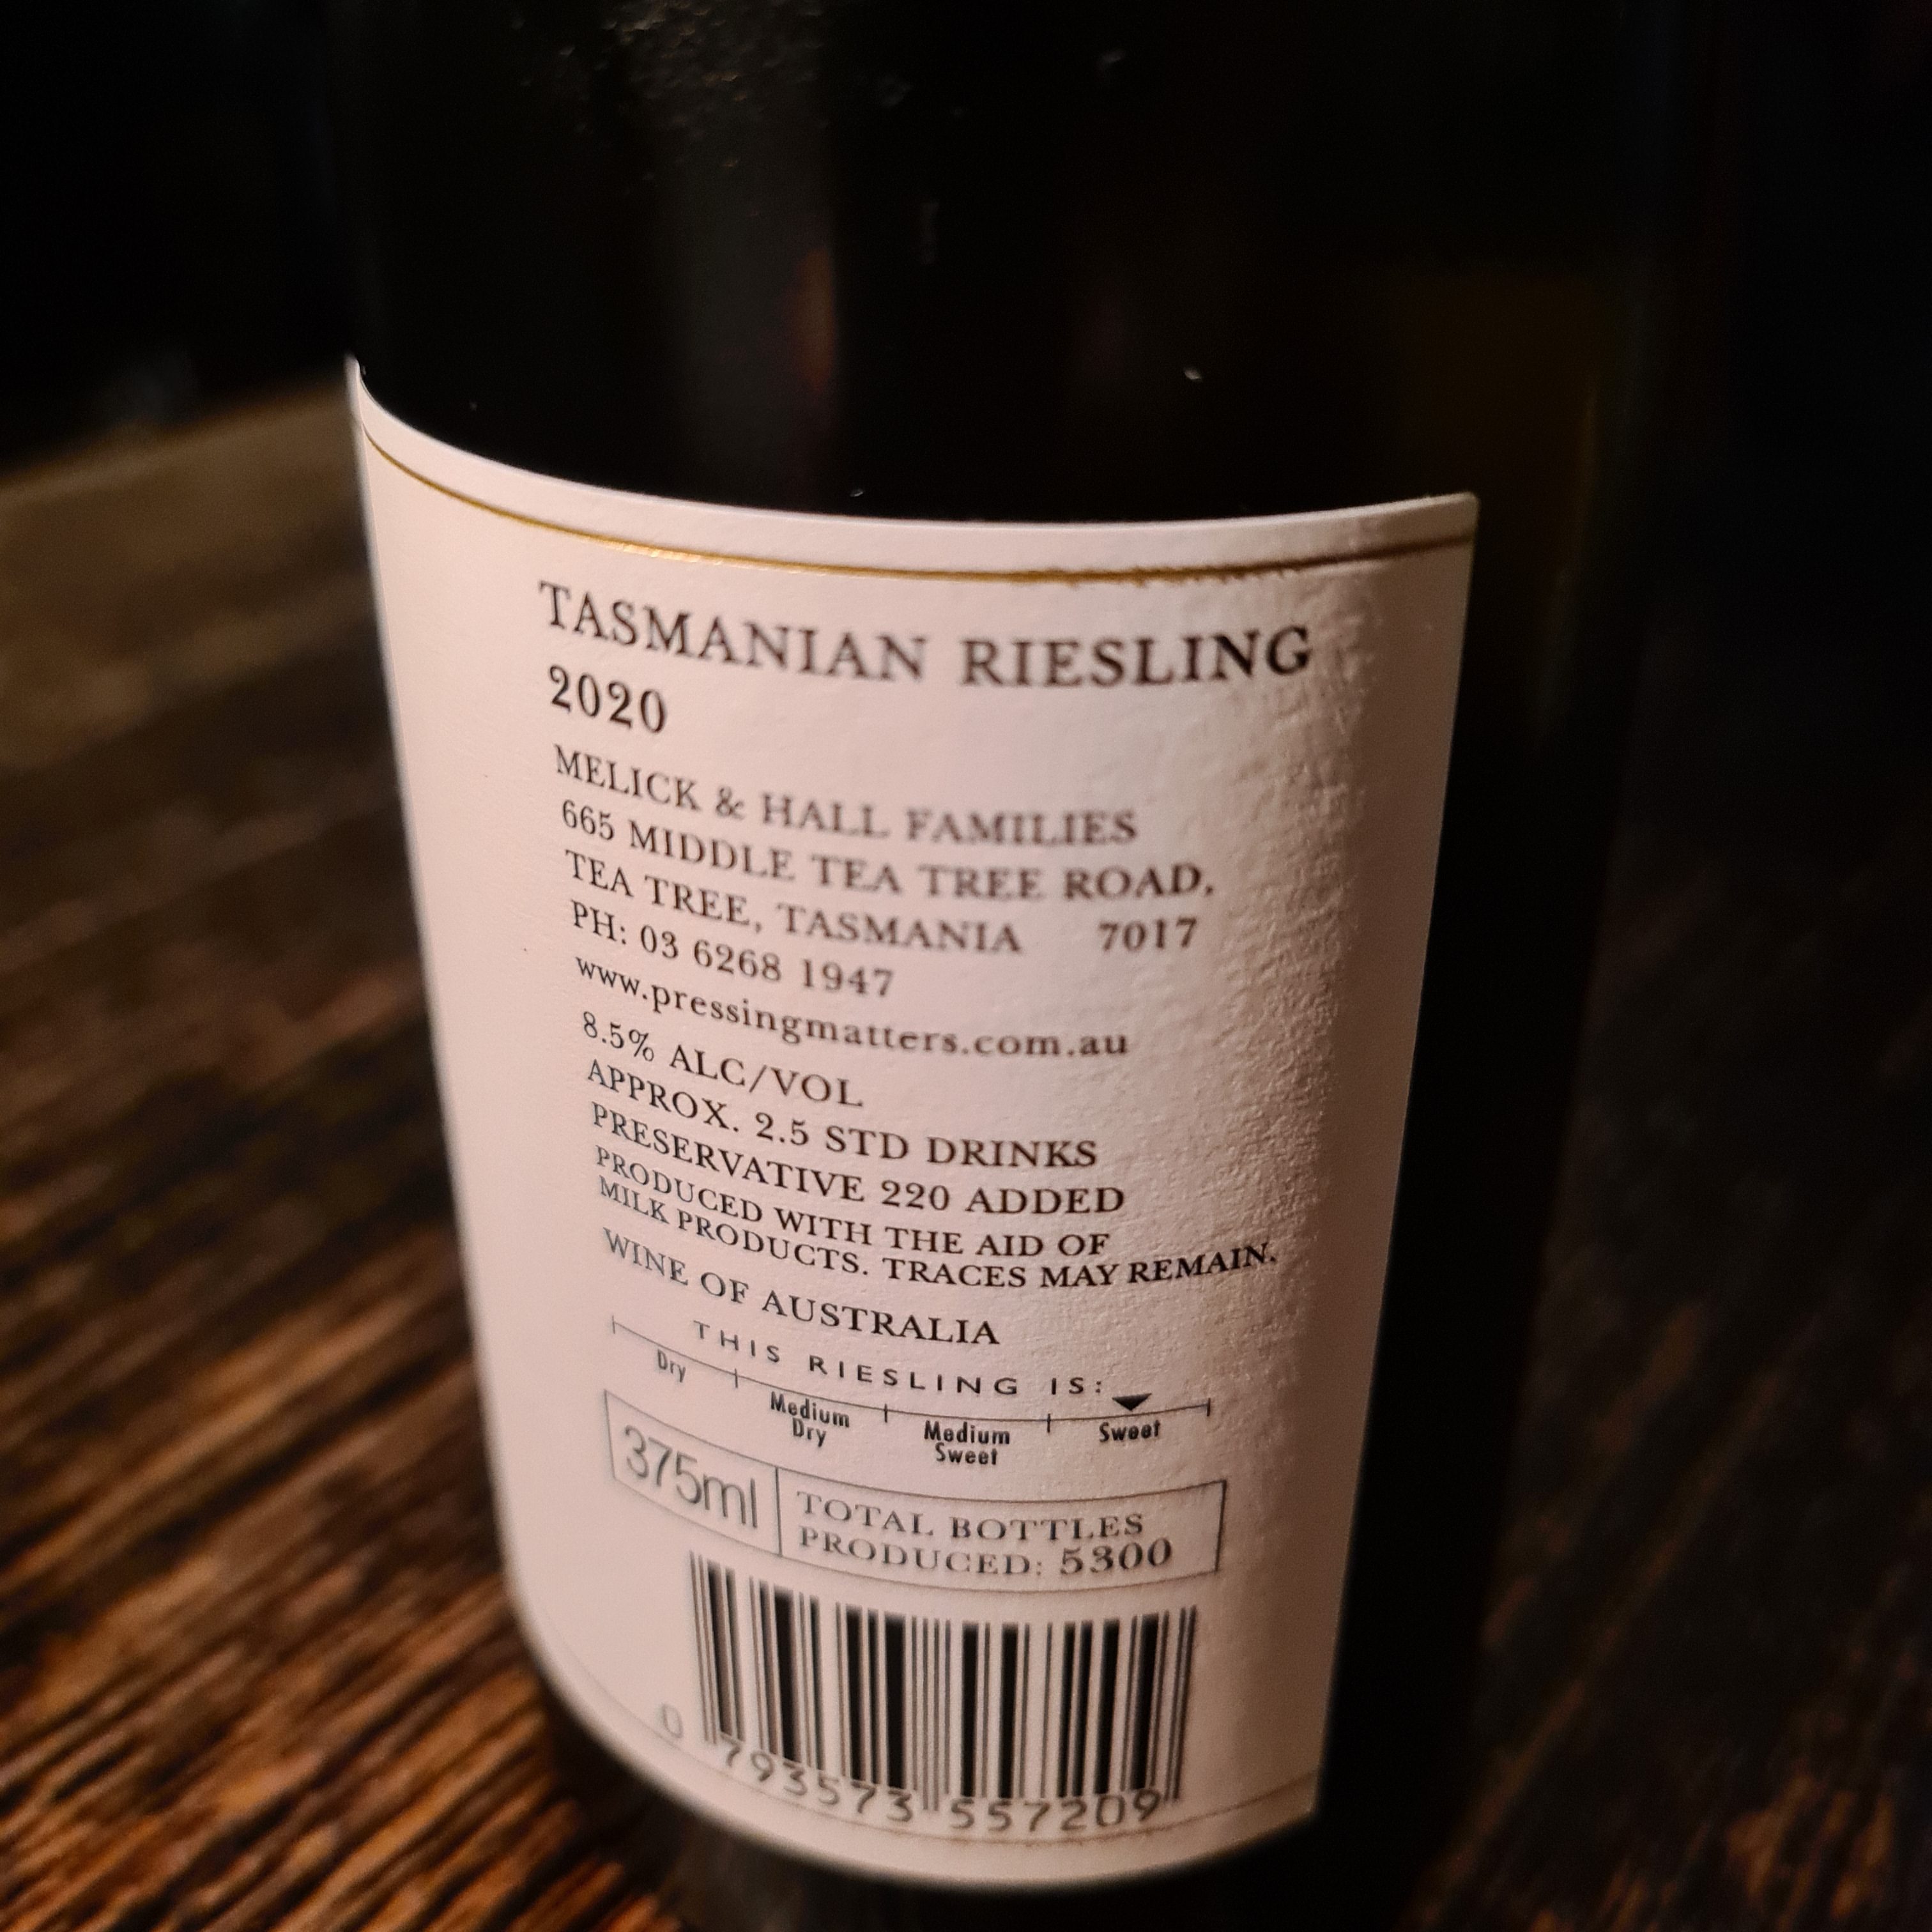 TASMANIAN RIESLING
2020
MELICK & HALL FAMILIES
665 MIDDLE TEA TREE ROAD,
TEA TREE, TASMANIA 7017
PH: 03 6268 1947
www.pressingmatters.com.au
8.5% ALC/VOL
APPROX. 2.5 STD DRINKS
PRESERVATIVE 220 ADDED
PRODUCED WITH THE AID OF
MILK PRODUCTS. TRACES MAY REMAIN.
WINE OF AUSTRALIA
THIS RIESLING IS:
Dry
Medium
Dry
Medium
Sweet
Sweet
375ml
TOTAL BOTTLES
PRODUCED: 5300
0 793573 557209